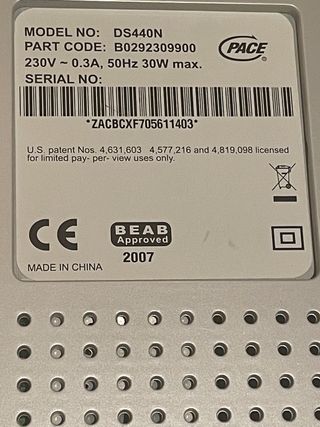 MODEL NO: DS440N
PART CODE: B0292309900
230V ~ 0.3A, 50Hz 30W max.
SERIAL NO:
PACE
®
*ZACBCXF705611403*
U.S. patent Nos. 4,631,603 4,577,216 and 4,819,098 licensed
for limited pay- per- view uses only.
CE
BEAB
Approved
2007
MADE IN CHINA